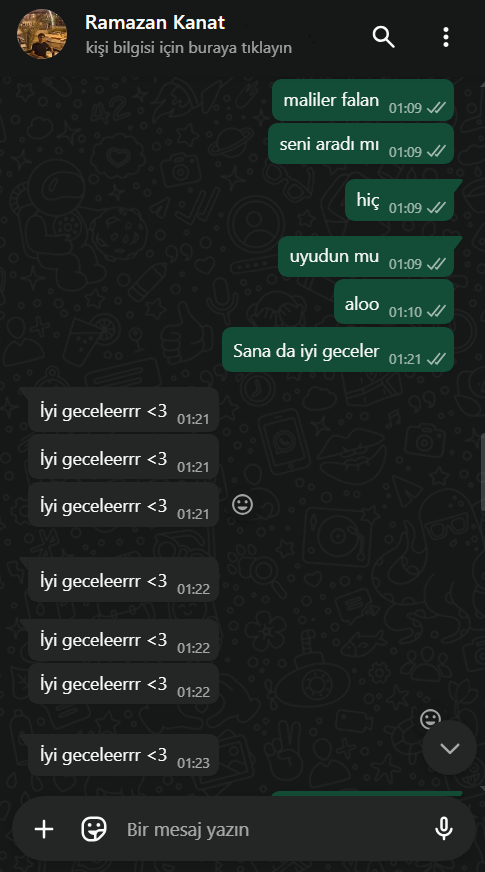 Ramazan Kanat
kişi bilgisi için buraya tıklayın
maliler falan 01:09
seni aradı mı 01:09
hiç 01:09
uyudun mu 01:09
aloo 01:10
Sana da iyi geceler 01:21
İyi geceleerrr <3 01:21
İyi geceleerrr <3 01:21
İyi geceleerrr <3 01:21
İyi geceleerrr <3 01:22
İyi geceleerrr <3 01:22
İyi geceleerrr <3 01:22
İyi geceleerrr <3 01:23
Bir mesaj yazın